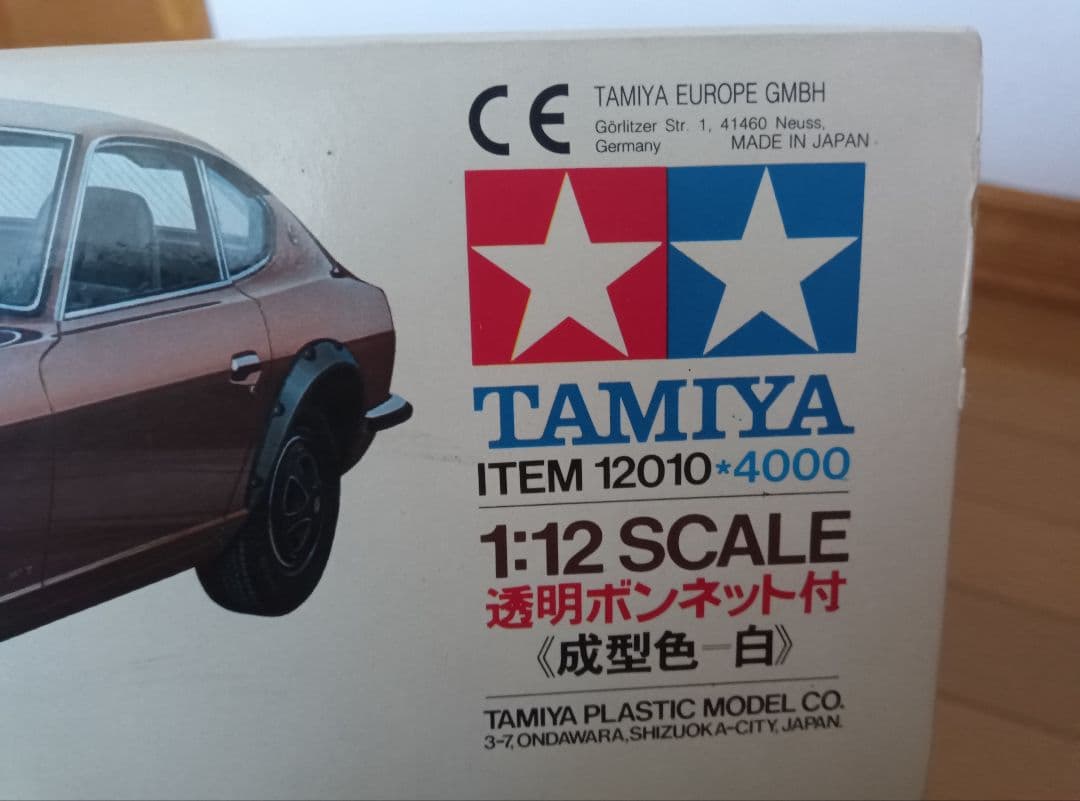 CE TAMIYA EUROPE GMBH
Görlitzer Str. 1, 41460 Neuss,
Germany MADE IN JAPAN
TAMIYA
ITEM 12010*4000
1:12 SCALE
透明ボンネット付
《成型色―白》
TAMIYA PLASTIC MODEL CO.
3-7, ONDAWARA, SHIZUOKA-CITY, JAPAN.